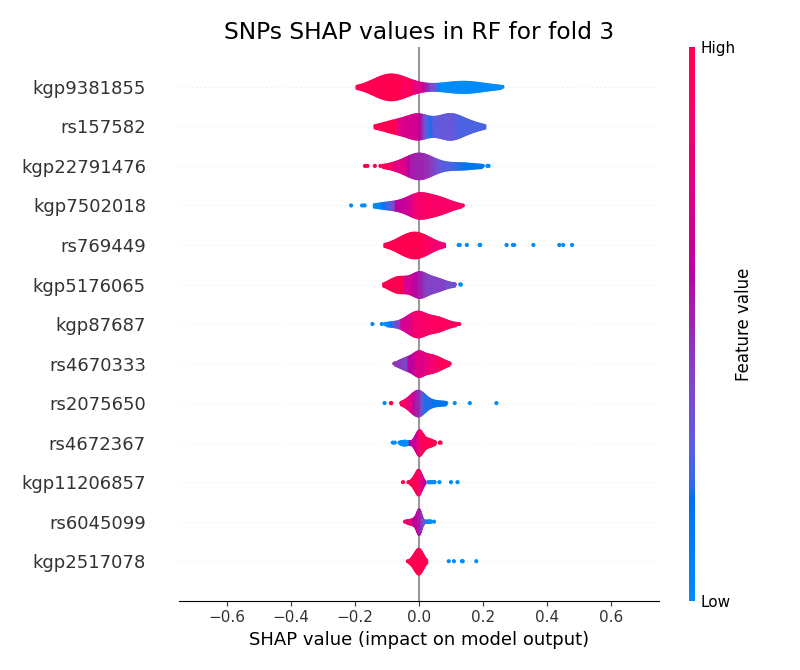 SNPs SHAP values in RF for fold 3
High
kgp9381855
rs157582
kgp22791476
kgp7502018
rs769449
kgp5176065
kgp87687
rs4670333
rs2075650
rs4672367
kgp11206857
rs6045099
kgp2517078
Feature value
Low
−0.6 −0.4 −0.2 0.0 0.2 0.4 0.6
SHAP value (impact on model output)